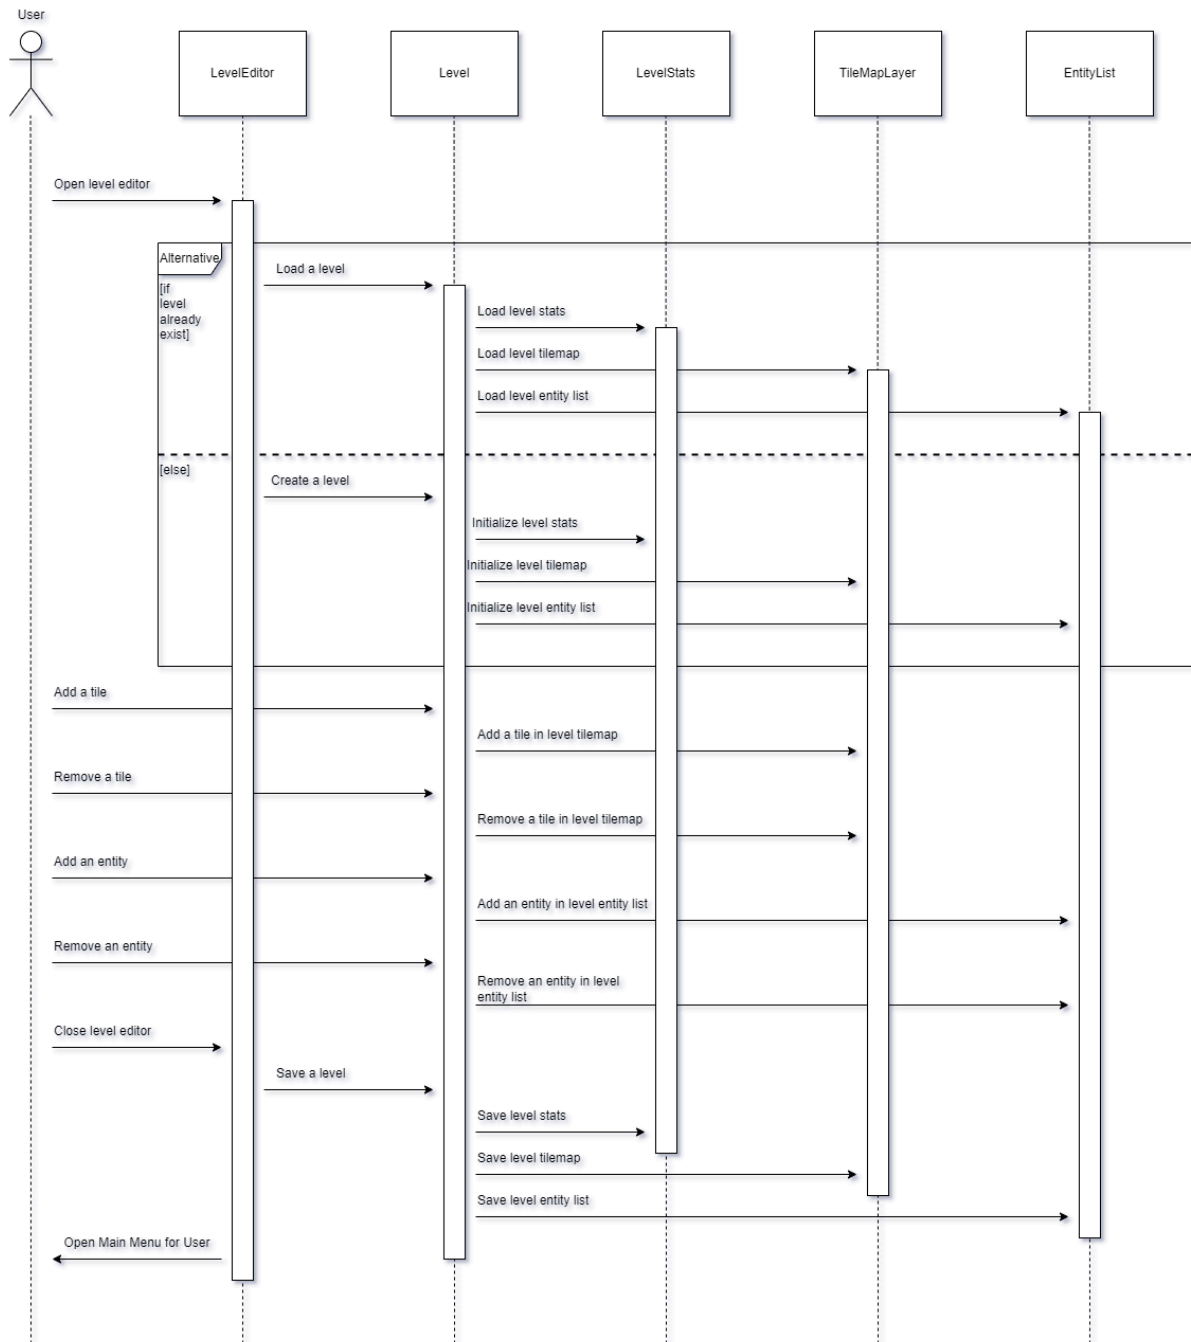 User
LevelEditor
Level
LevelStats
TileMapLayer
EntityList
Open level editor
Alternative
[if
level
already
exist]
Load a level
Load level stats
Load level tilemap
Load level entity list
[else]
Create a level
Initialize level stats
Initialize level tilemap
Initialize level entity list
Add a tile
Add a tile in level tilemap
Remove a tile
Remove a tile in level tilemap
Add an entity
Add an entity in level entity list
Remove an entity
Remove an entity in level
entity list
Close level editor
Save a level
Save level stats
Save level tilemap
Save level entity list
Open Main Menu for User